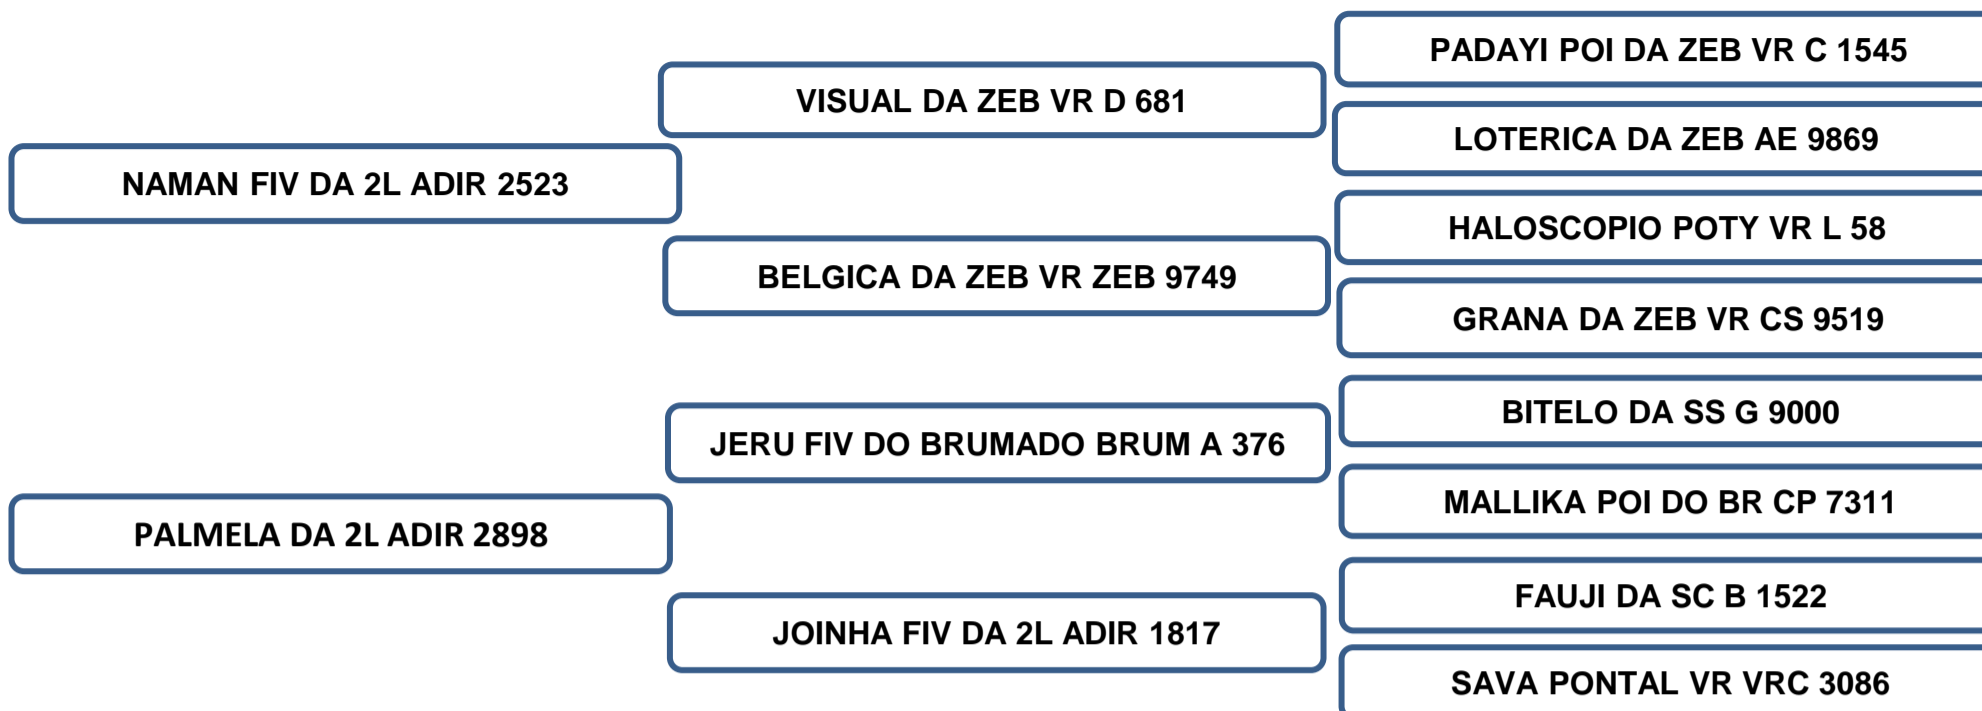 PADAYI POI DA ZEB VR C 1545
VISUAL DA ZEB VR D 681
LOTERICA DA ZEB AE 9869
NAMAN FIV DA 2L ADIR 2523
HALOSCOPIO POTY VR L 58
BELGICA DA ZEB VR ZEB 9749
GRANA DA ZEB VR CS 9519
BITELO DA SS G 9000
JERU FIV DO BRUMADO BRUM A 376
MALLIKA POI DO BR CP 7311
PALMELA DA 2L ADIR 2898
FAUJI DA SC B 1522
JOINHA FIV DA 2L ADIR 1817
SAVA PONTAL VR VRC 3086